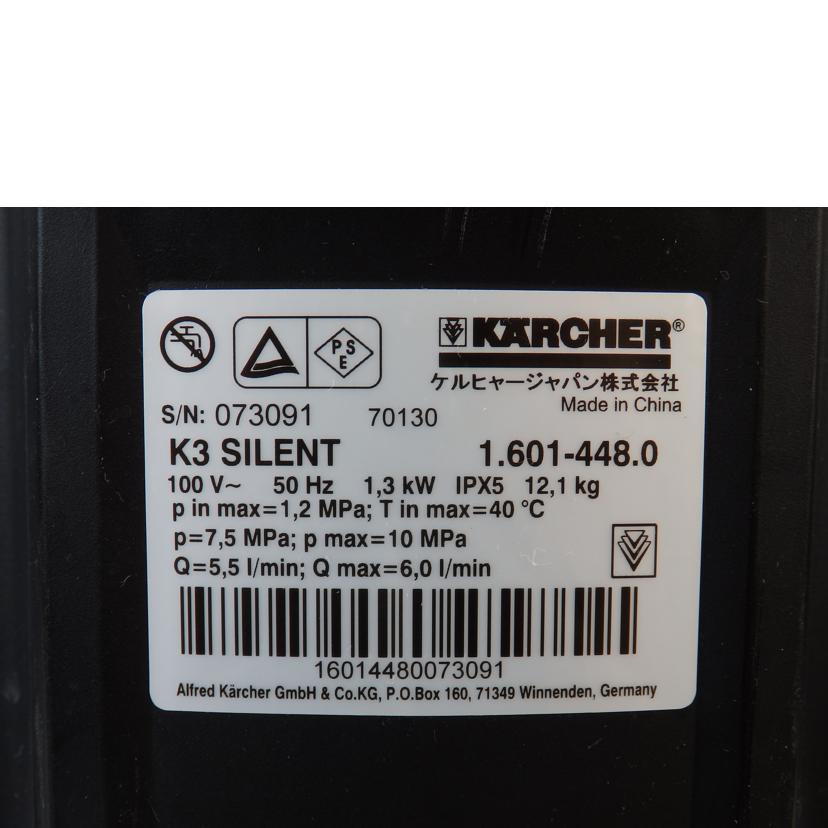 PSE
KÄRCHER®
ケルヒャージャパン株式会社
Made in China
S/N: 073091 70130
K3 SILENT 1.601-448.0
100 V~ 50 Hz 1,3 kW IPX5 12,1 kg
p in max=1,2 MPa; T in max=40 °C
p=7,5 MPa; p max=10 MPa
Q=5,5 l/min; Q max=6,0 l/min
16014480073091
Alfred Kärcher GmbH & Co.KG, P.O.Box 160, 71349 Winnenden, Germany